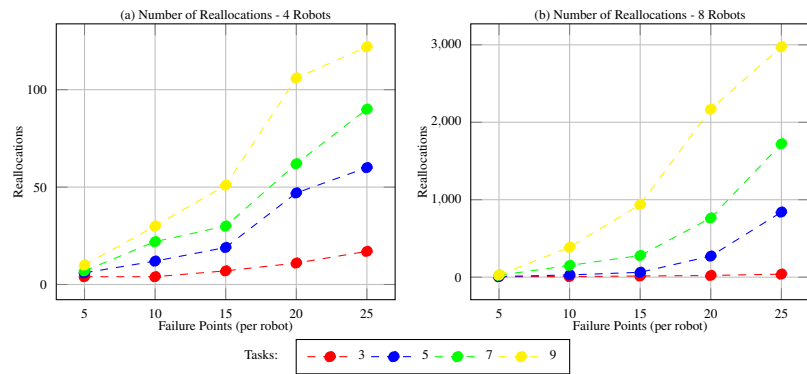 (a) Number of Reallocations - 4 Robots
(b) Number of Reallocations - 8 Robots
Reallocations
100
50
0
5 10 15 20 25
Failure Points (per robot)
Reallocations
3,000
2,000
1,000
0
5 10 15 20 25
Failure Points (per robot)
Tasks: 3 5 7 9